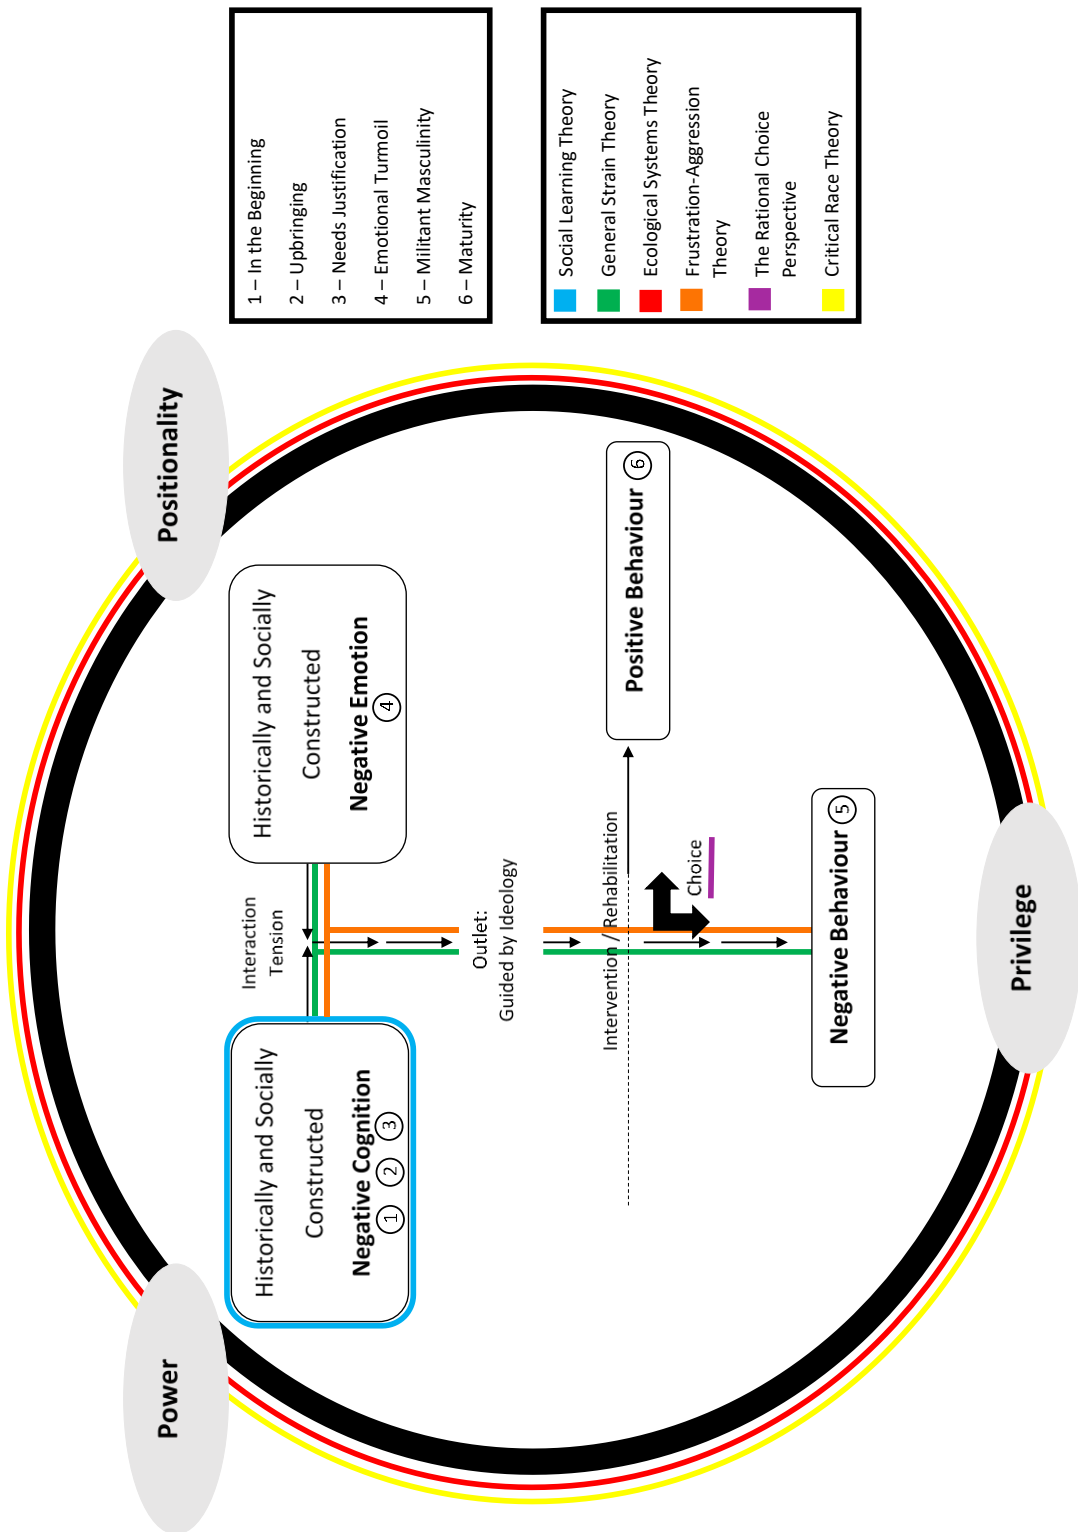 Power
Positionality
Privilege
Historically and Socially
Constructed
Negative Cognition
1 2 3
Interaction
Tension
Historically and Socially
Constructed
Negative Emotion
4
Outlet:
Guided by Ideology
Intervention / Rehabilitation
Choice
Positive Behaviour 6
Negative Behaviour 5
1 – In the Beginning
2 – Upbringing
3 – Needs Justification
4 – Emotional Turmoil
5 – Militant Masculinity
6 – Maturity
Social Learning Theory
General Strain Theory
Ecological Systems Theory
Frustration-Aggression
Theory
The Rational Choice
Perspective
Critical Race Theory